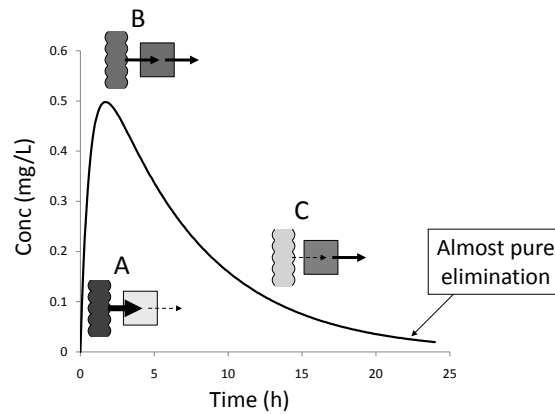 B
0.6
0.5
0.4
0.3
0.2
0.1
0
Conc (mg/L)
A
C
Almost pure
elimination
0 5 10 15 20 25
Time (h)